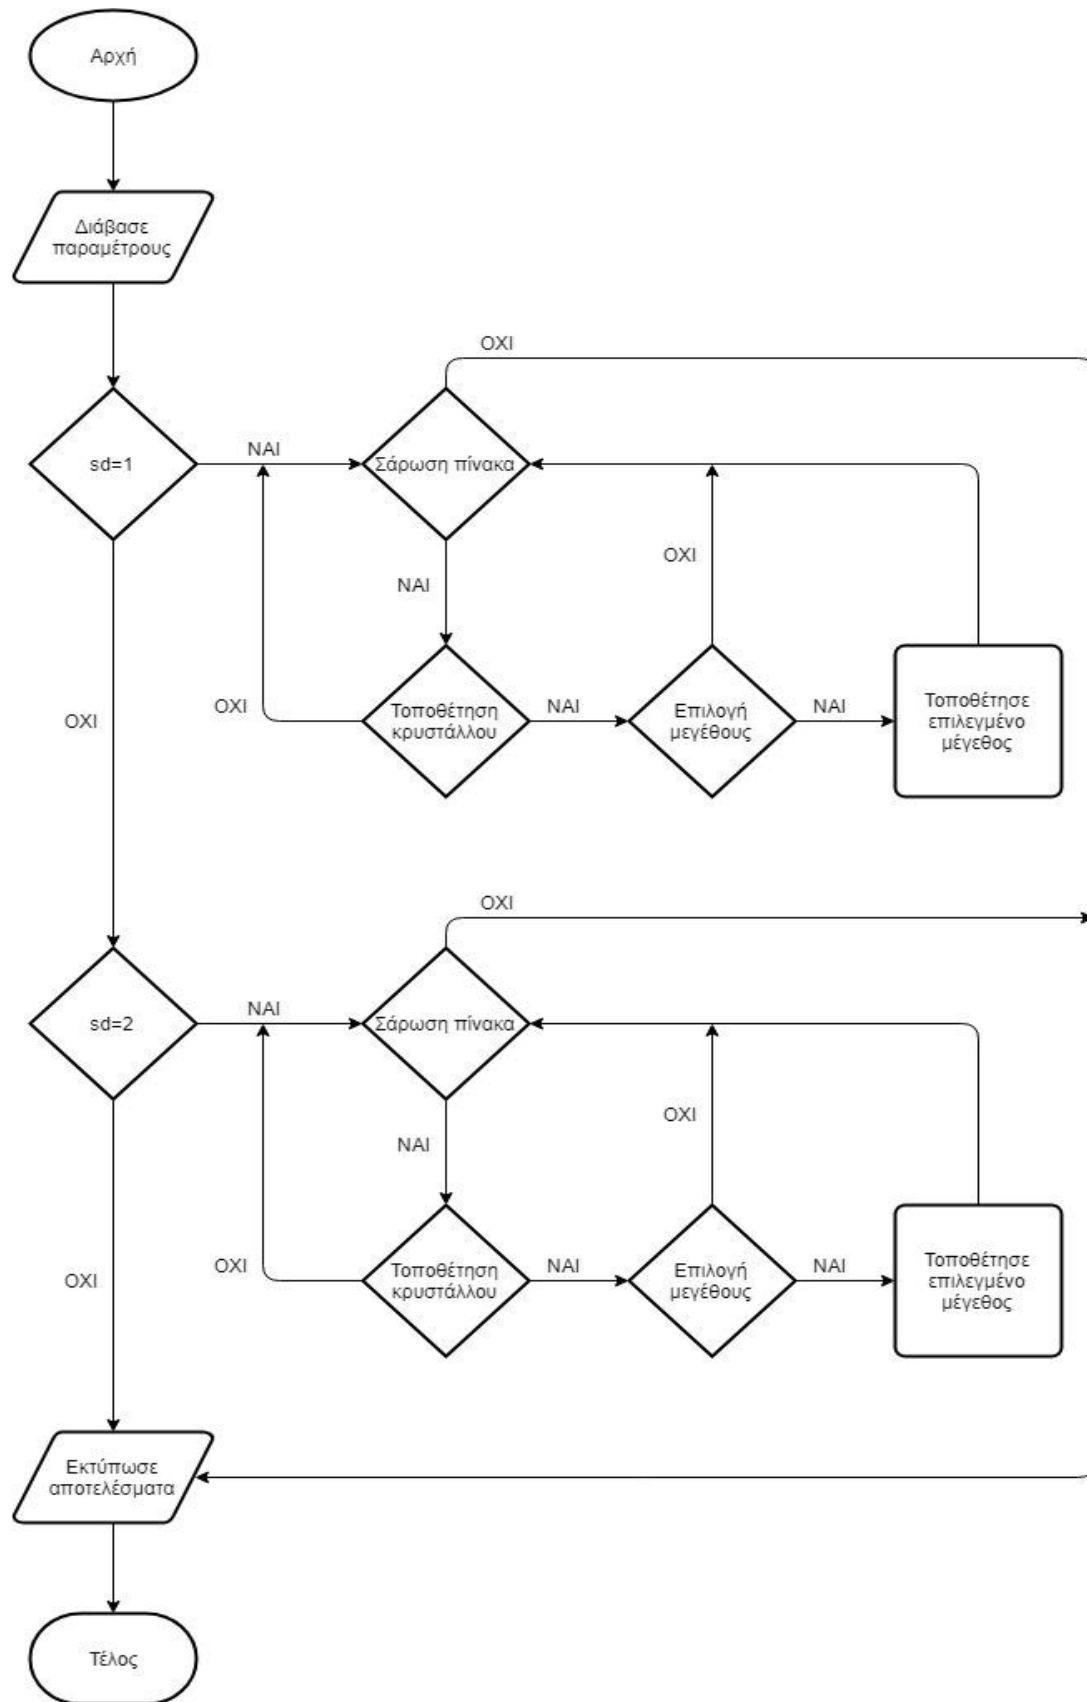 Αρχή
Διάβασε
παραμέτρους
ΟΧΙ
sd=1
ΝΑΙ
Σάρωση πίνακα
ΝΑΙ
ΟΧΙ
ΟΧΙ
ΟΧΙ
Τοποθέτηση
κρυστάλλου
ΝΑΙ
Επιλογή
μεγέθους
ΝΑΙ
Τοποθέτησε
επιλεγμένο
μέγεθος
ΟΧΙ
sd=2
ΝΑΙ
Σάρωση πίνακα
ΝΑΙ
ΟΧΙ
ΟΧΙ
ΟΧΙ
Τοποθέτηση
κρυστάλλου
ΝΑΙ
Επιλογή
μεγέθους
ΝΑΙ
Τοποθέτησε
επιλεγμένο
μέγεθος
Εκτύπωσε
αποτελέσματα
Τέλος